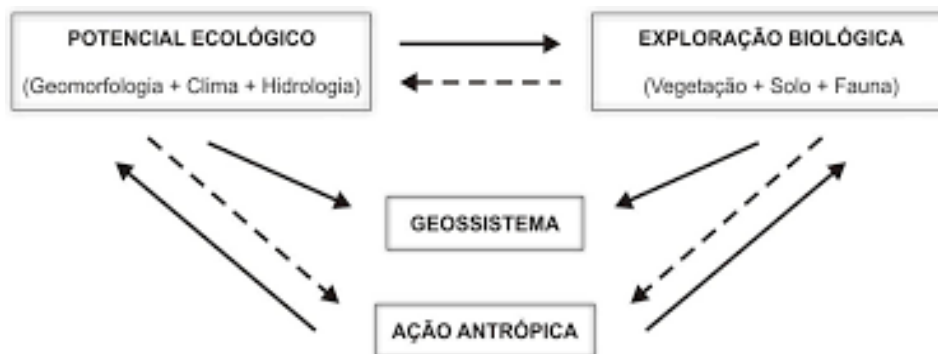 POTENCIAL ECOLÓGICO
(Geomorfologia + Clima + Hidrologia)
EXPLORAÇÃO BIOLÓGICA
(Vegetação + Solo + Fauna)
GEOSSISTEMA
AÇÃO ANTRÓPICA